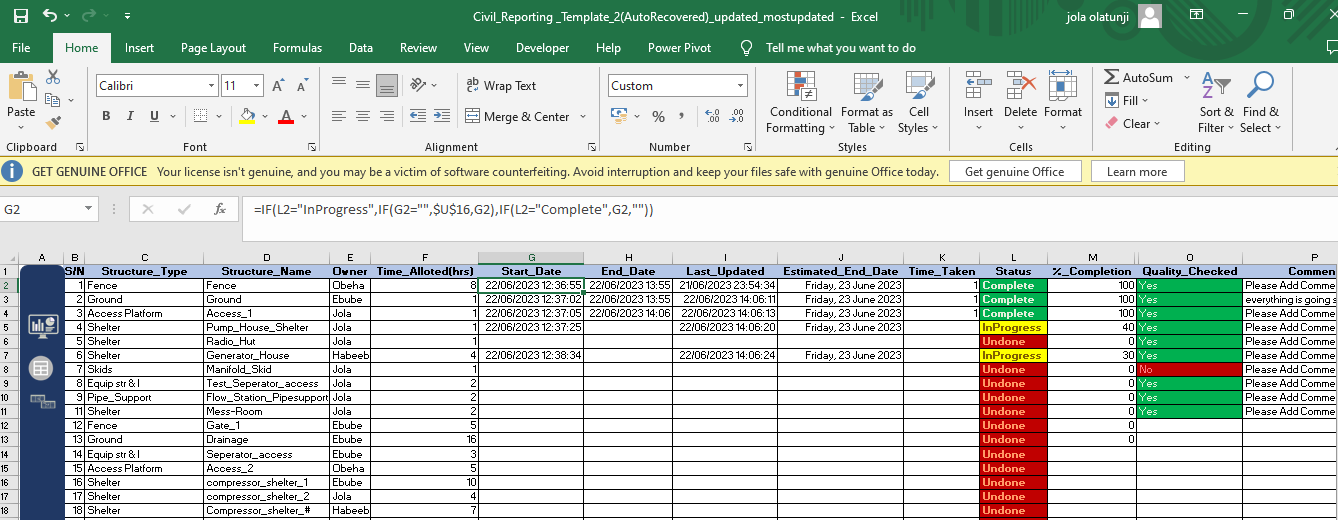 Civil_Reporting _Template_2(AutoRecovered)_updated_mostupdated - Excel
jola olatunji
File Home Insert Page Layout Formulas Data Review View Developer Help Power Pivot Tell me what you want to do
Paste
Calibri 11
B I U A
ab Wrap Text
Merge & Center
Custom
% ,
Conditional Formatting
Format as Table
Cell Styles
Insert Delete Format
AutoSum
Fill
Clear
Sort & Filter
Find & Select
Clipboard Font Alignment Number Styles Cells Editing
GET GENUINE OFFICE Your license isn't genuine, and you may be a victim of software counterfeiting. Avoid interruption and keep your files safe with genuine Office today. Get genuine Office Learn more
G2 fx =IF(L2="InProgress",IF(G2="",$U$16,G2),IF(L2="Complete",G2,""))
A B C D E F G H I J K L M O P
1 S/N Structure_Type Structure_Name Owner Time_Alloted(hrs) Start_Date End_Date Last_Updated Estimated_End_Date Time_Taken Status %_Completion Quality_Checked Commen
2 1 Fence Fence Obeha 8 22/06/2023 12:36:55 22/06/2023 13:55 21/06/2023 23:54:34 Friday, 23 June 2023 1 Complete 100 Yes Please Add Comme
3 2 Ground Ground Ebube 1 22/06/2023 12:37:02 22/06/2023 13:55 22/06/2023 14:06:11 Friday, 23 June 2023 1 Complete 100 Yes everything is going s
4 3 Access Platform Access_1 Jola 1 22/06/2023 12:37:05 22/06/2023 14:06 22/06/2023 14:06:13 Friday, 23 June 2023 1 Complete 100 Yes Please Add Comme
5 4 Shelter Pump_House_Shelter Jola 1 22/06/2023 12:37:25 22/06/2023 14:06:20 Friday, 23 June 2023 InProgress 40 Yes Please Add Comme
6 5 Shelter Radio_Hut Jola 1 Undone 0 Yes Please Add Comme
7 6 Shelter Generator_House Habeeb 4 22/06/2023 12:38:34 22/06/2023 14:06:24 Friday, 23 June 2023 InProgress 30 Yes Please Add Comme
8 7 Skids Manifold_Skid Jola 1 Undone 0 No Please Add Comme
9 8 Equip str & I Test_Seperator_access Jola 2 Undone 0 Yes Please Add Comme
10 9 Pipe_Support Flow_Station_Pipesupport Jola 2 Undone 0 Yes Please Add Comme
11 11 Shelter Mess-Room Jola 2 Undone 0 Yes Please Add Comme
12 12 Fence Gate_1 Ebube 5 Undone 0
13 13 Ground Drainage Ebube 16 Undone 0
14 14 Equip str & I Seperator_access Ebube 3 Undone
15 15 Access Platform Access_2 Obeha 5 Undone
16 16 Shelter compressor_shelter_1 Ebube 10 Undone
17 17 Shelter compressor_shelter_2 Jola 4 Undone
18 18 Shelter Compressor_shelter_# Habeeb 7 Undone